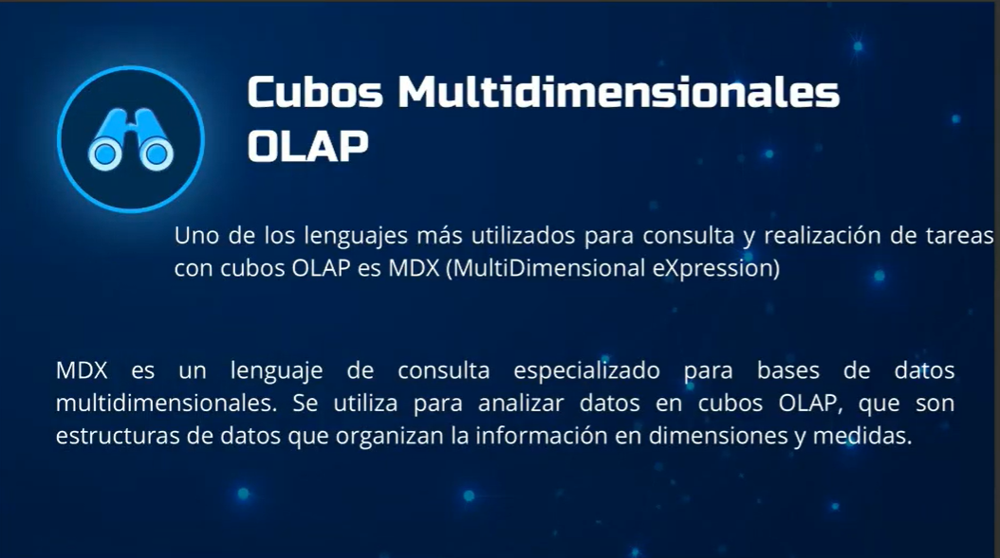 Cubos Multidimensionales
OLAP
Uno de los lenguajes más utilizados para consulta y realización de tareas
con cubos OLAP es MDX (MultiDimensional eXpression)
MDX es un lenguaje de consulta especializado para bases de datos
multidimensionales. Se utiliza para analizar datos en cubos OLAP, que son
estructuras de datos que organizan la información en dimensiones y medidas.